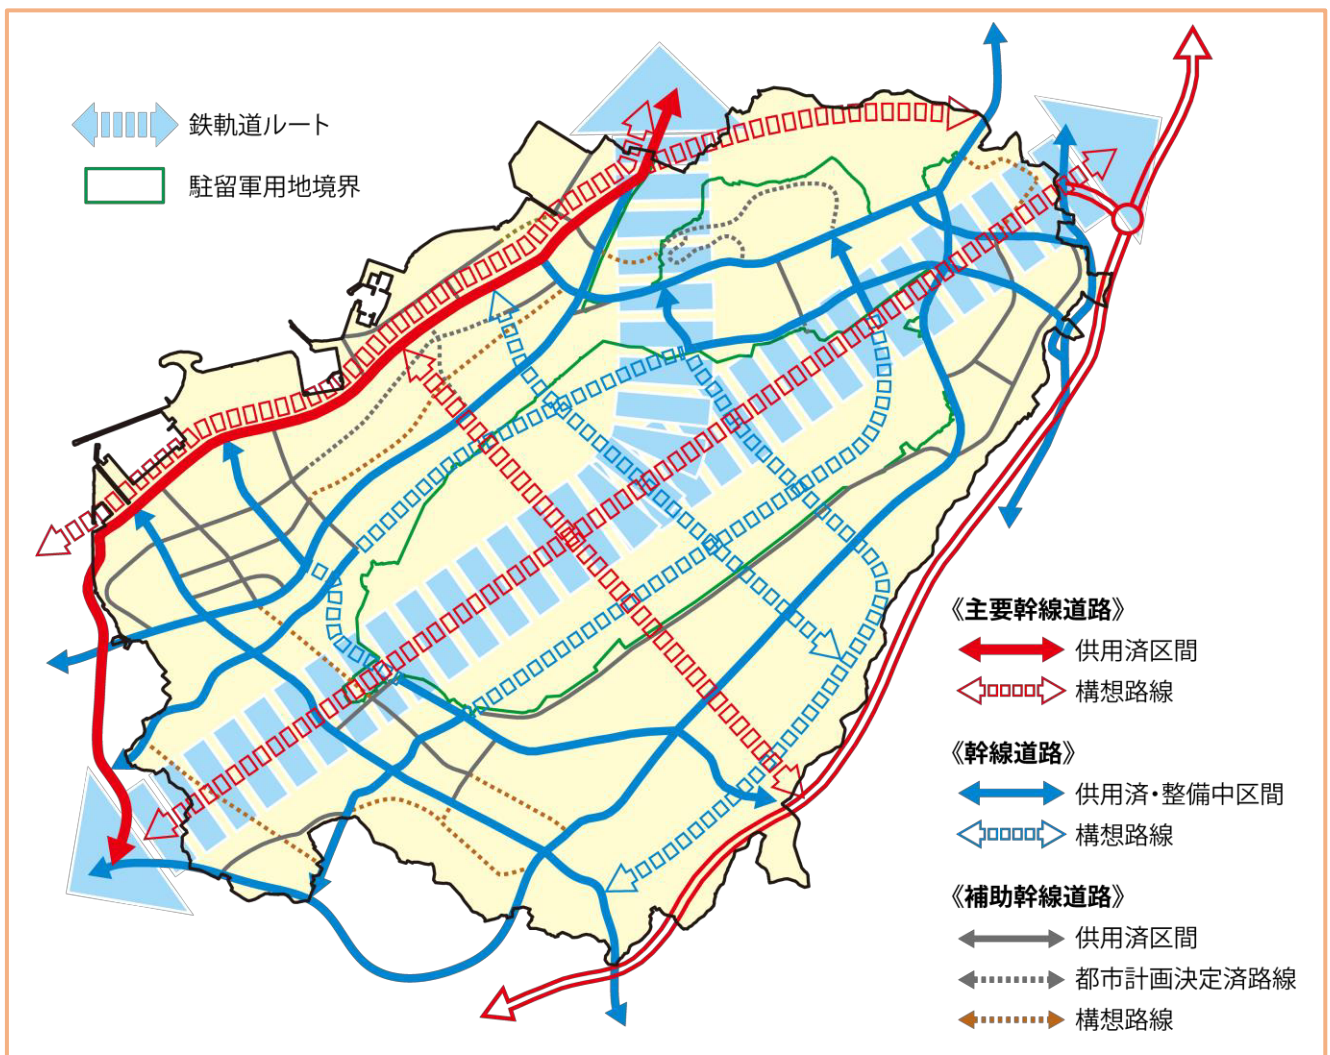 鉄軌道ルート
駐留軍用地境界
《主要幹線道路》
供用済区間
構想路線
《幹線道路》
供用済・整備中区間
構想路線
《補助幹線道路》
供用済区間
都市計画決定済路線
構想路線